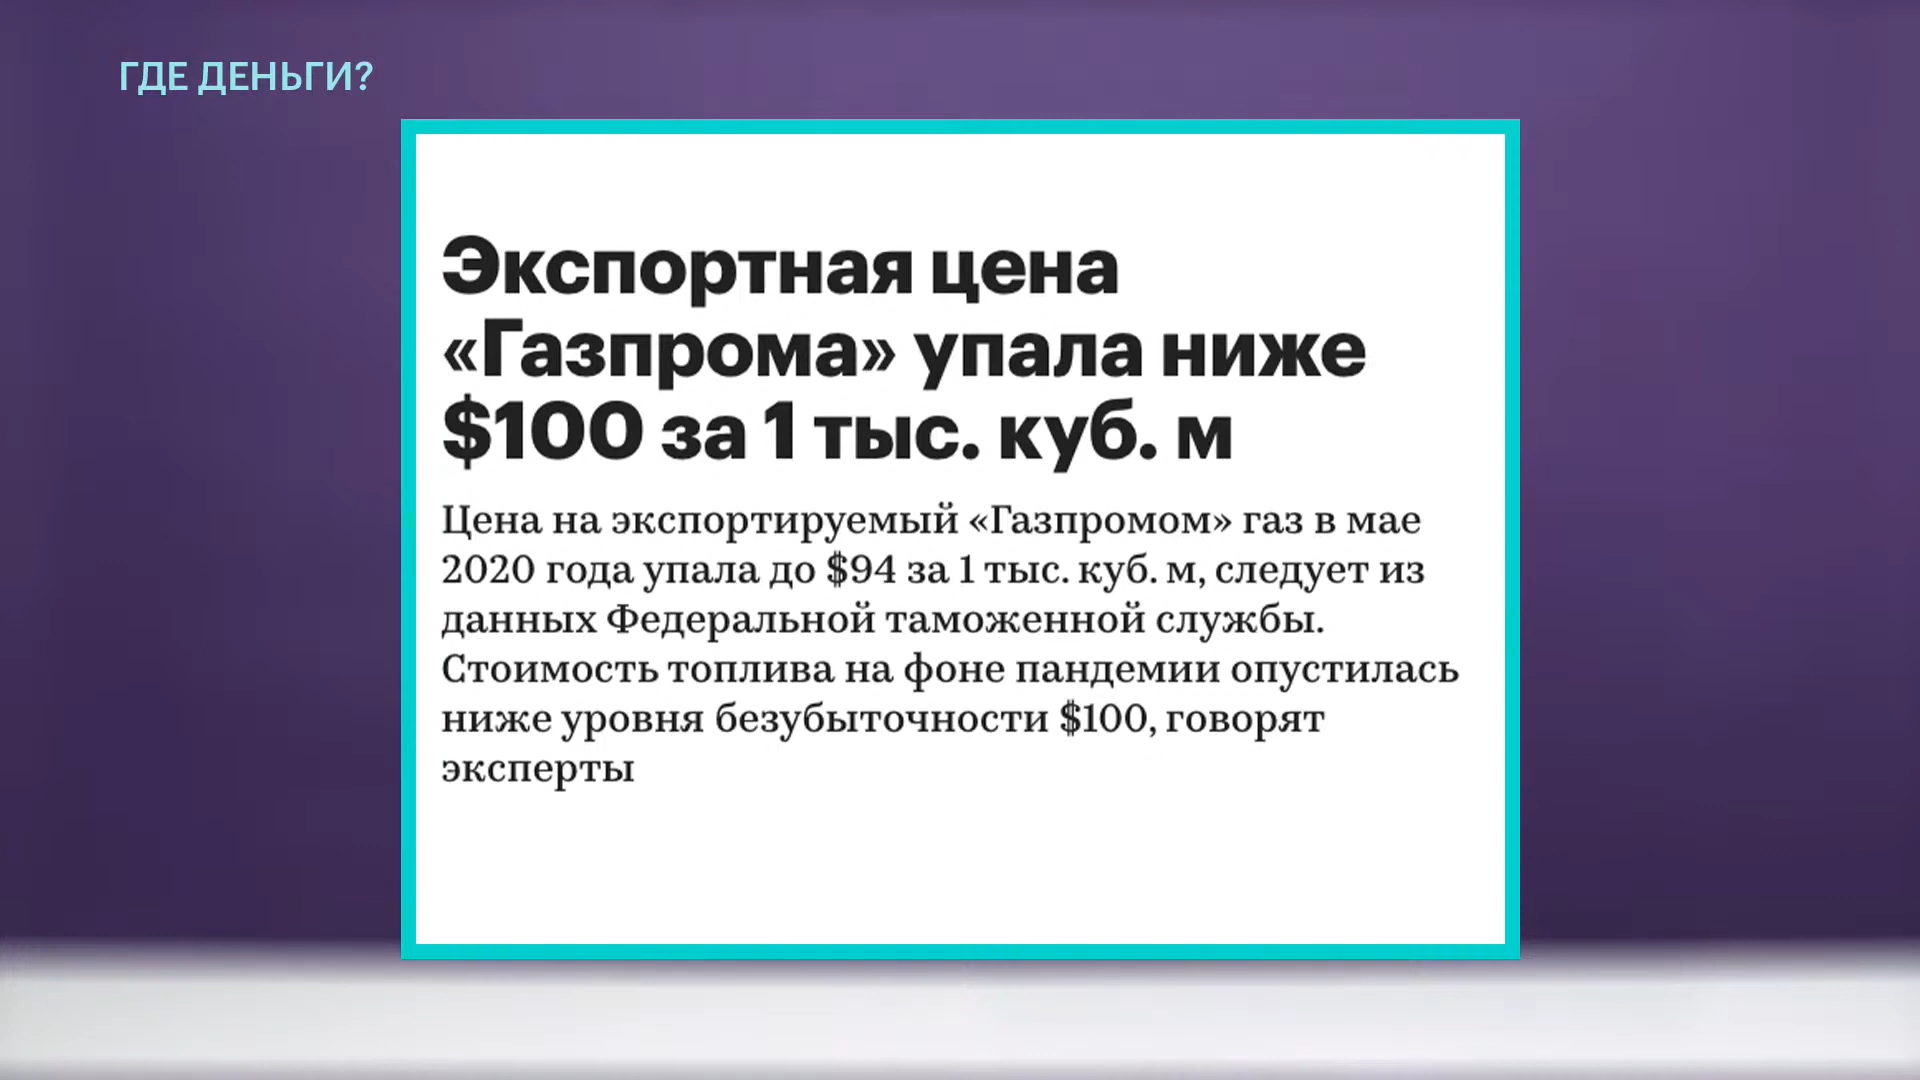 ГДЕ ДЕНЬГИ?
Экспортная цена
«Газпрома» упала ниже
$100 за 1 тыс. куб. м
Цена на экспортируемый «Газпромом» газ в мае
2020 года упала до $94 за 1 тыс. куб. м, следует из
данных Федеральной таможенной службы.
Стоимость топлива на фоне пандемии опустилась
ниже уровня безубыточности $100, говорят
эксперты